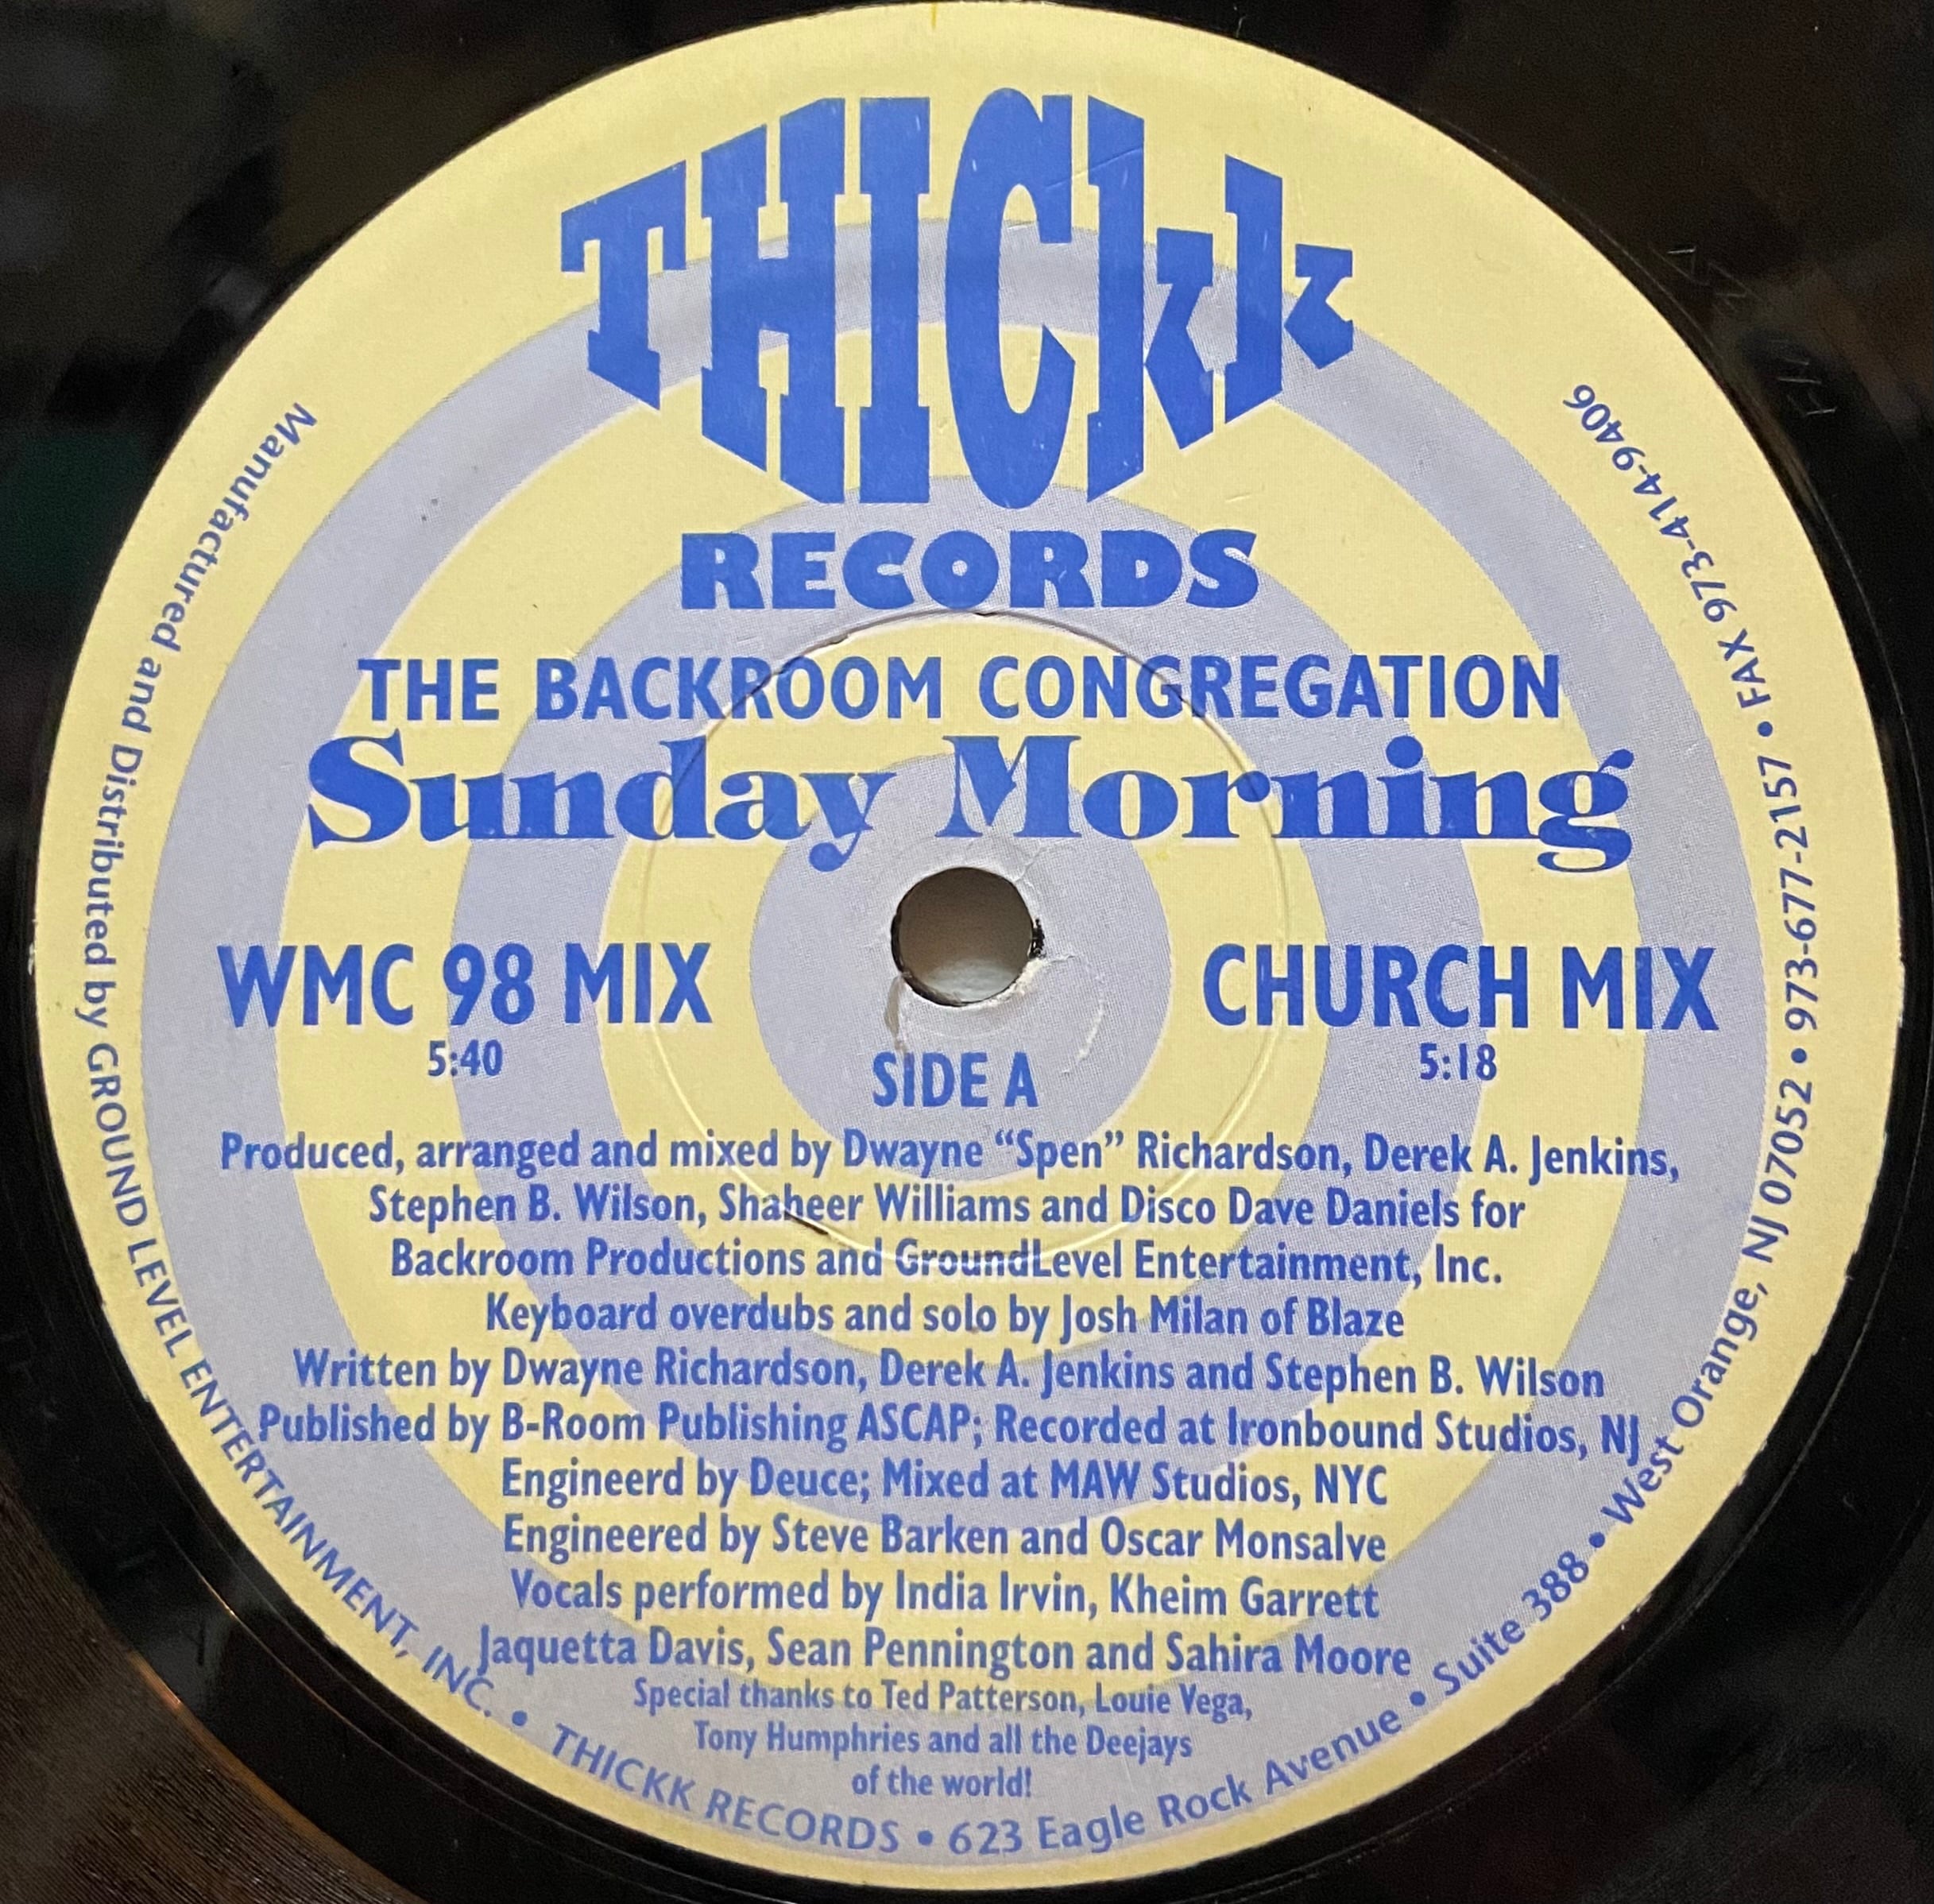 THICkk
RECORDS
THE BACKROOM CONGREGATION
Sunday Morning
WMC 98 MIX
5:40
CHURCH MIX
5:18
SIDE A
Produced, arranged and mixed by Dwayne “Spen” Richardson, Derek A. Jenkins,
Stephen B. Wilson, Shaheer Williams and Disco Dave Daniels for
Backroom Productions and GroundLevel Entertainment, Inc.
Keyboard overdubs and solo by Josh Milan of Blaze
Written by Dwayne Richardson, Derek A. Jenkins and Stephen B. Wilson
Published by B-Room Publishing ASCAP; Recorded at Ironbound Studios, NJ
Engineerd by Deuce; Mixed at MAW Studios, NYC
Engineered by Steve Barken and Oscar Monsalve
Vocals performed by India Irvin, Kheim Garrett
Jaquetta Davis, Sean Pennington and Sahira Moore
Special thanks to Ted Patterson, Louie Vega,
Tony Humphries and all the Deejays
of the world!
Manufactured and Distributed by GROUND LEVEL ENTERTAINMENT, INC. • THICKK RECORDS • 623 Eagle Rock Avenue • Suite 388 • West Orange, NJ 07052 • 973-677-2157 • FAX 973-414-9406